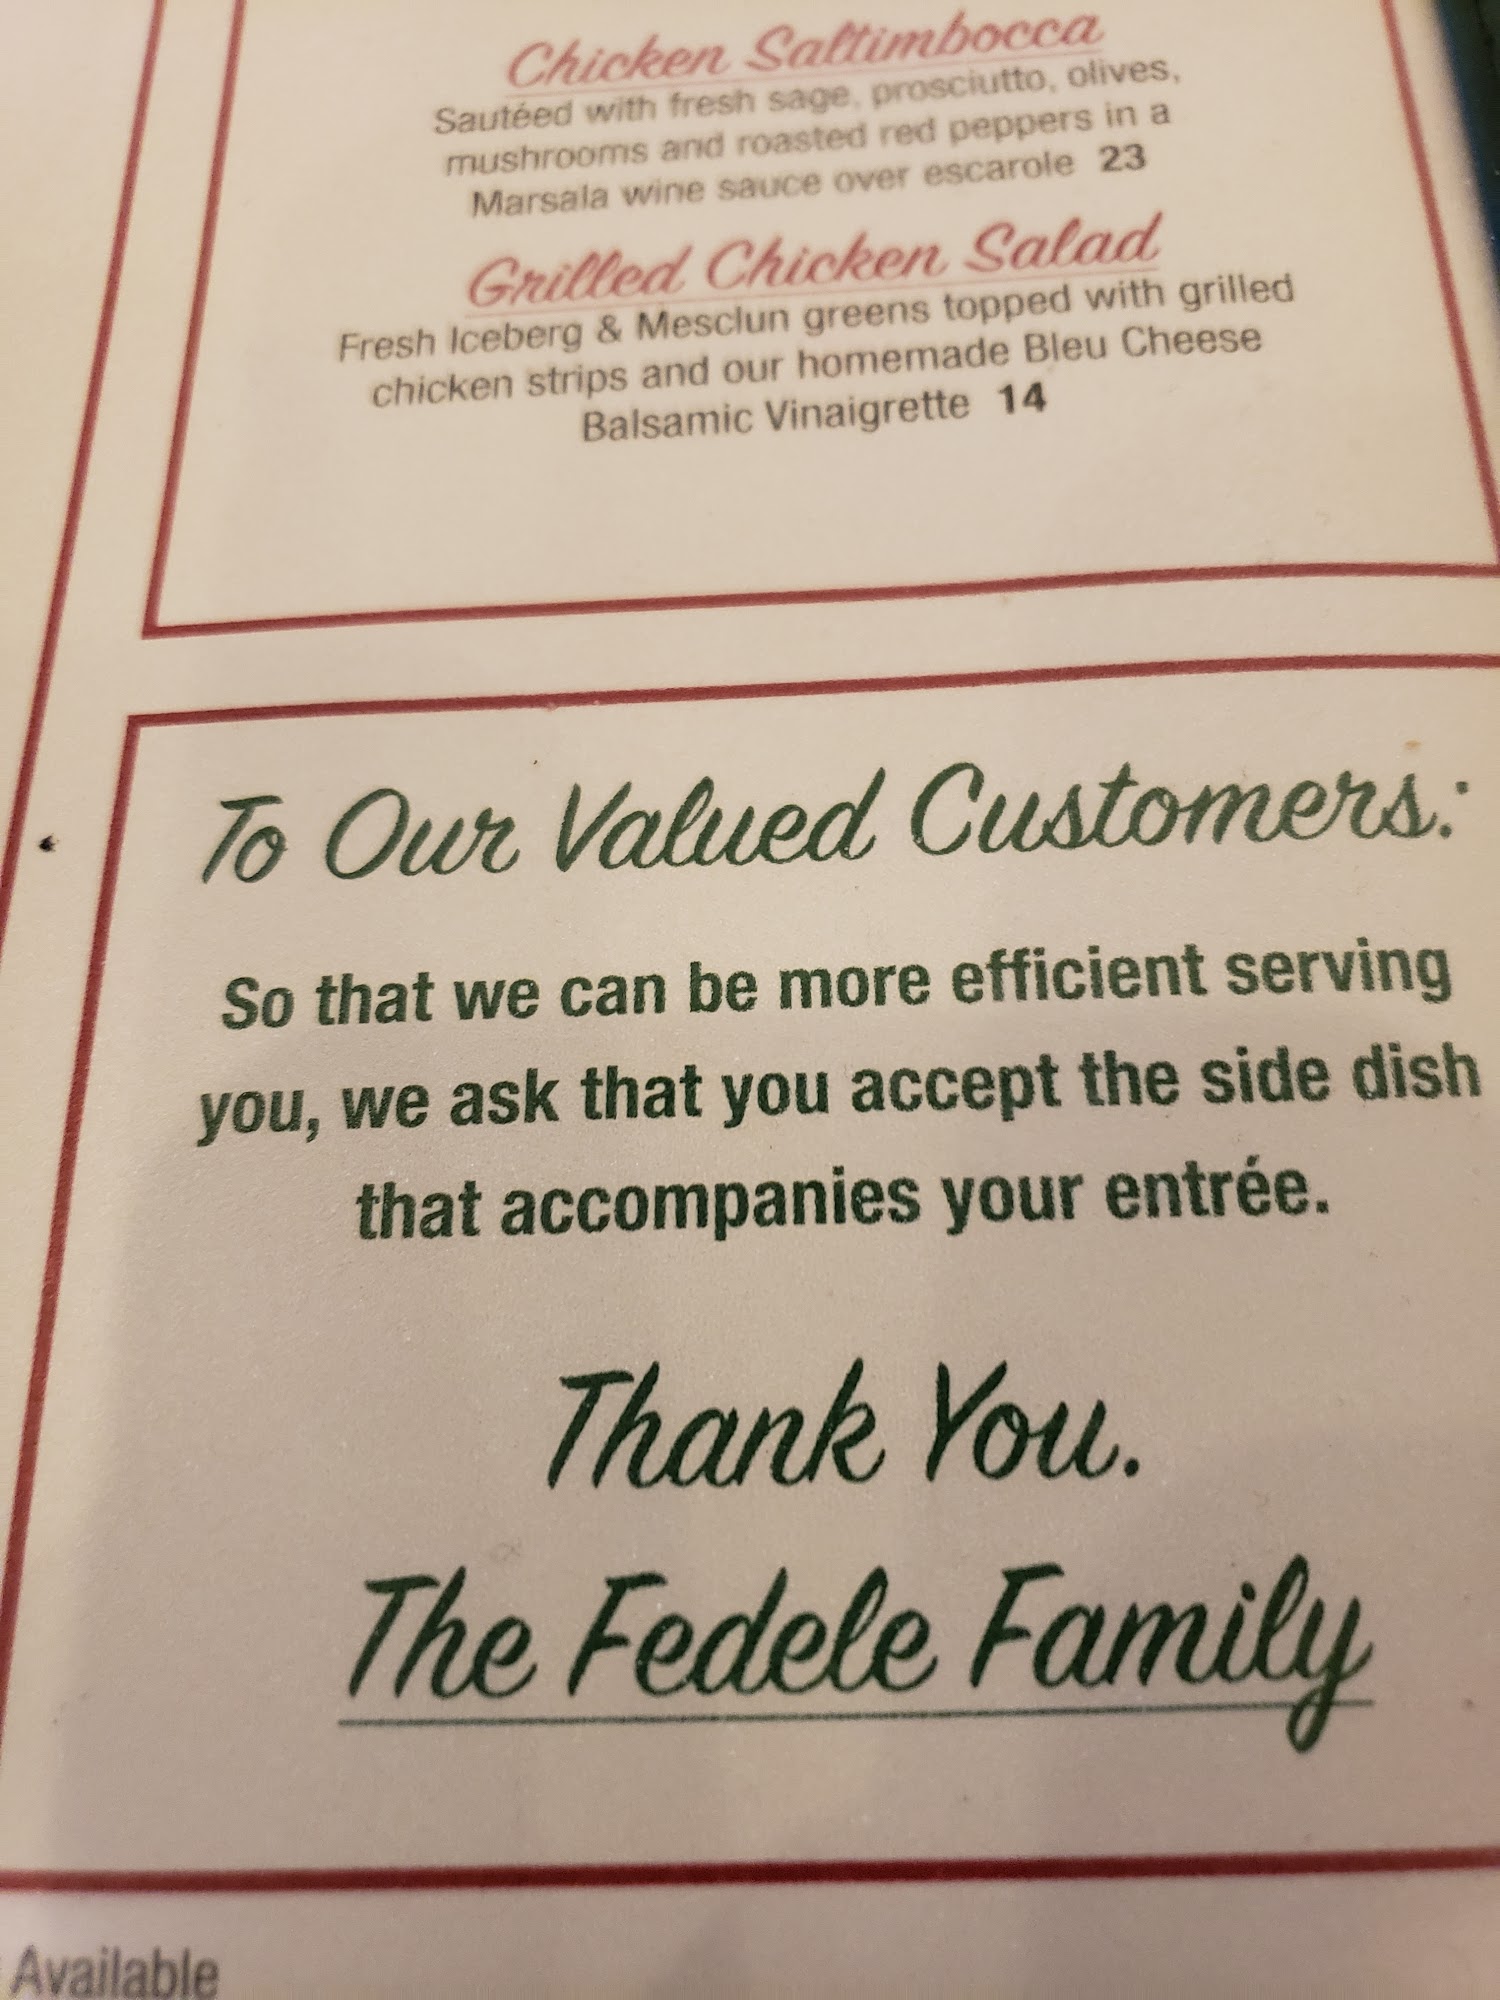 Chicken Saltimbocca
Sautéed with fresh sage, prosciutto, olives,
mushrooms and roasted red peppers in a
Marsala wine sauce over escarole 23
Grilled Chicken Salad
Fresh Iceberg & Mesclun greens topped with grilled
chicken strips and our homemade Bleu Cheese
Balsamic Vinaigrette 14
To Our Valued Customers:
So that we can be more efficient serving
you, we ask that you accept the side dish
that accompanies your entrée.
Thank You.
The Fedele Family
Available